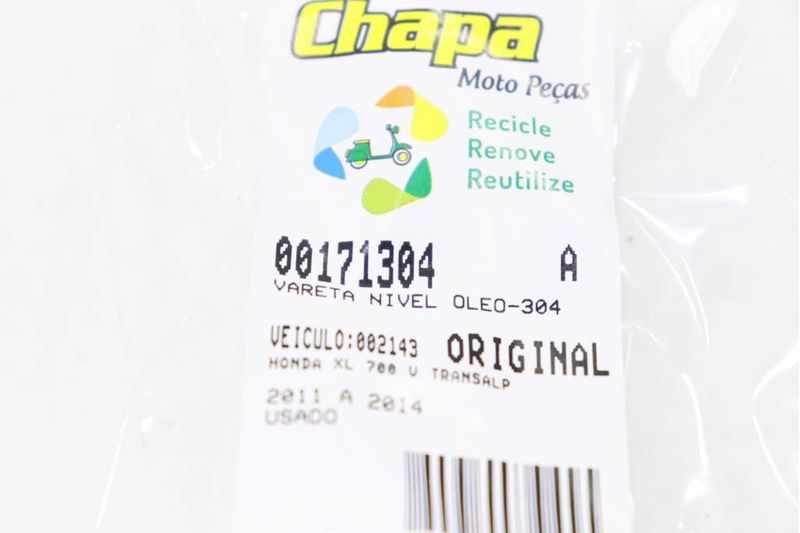 Chapa
Moto Peças
Recicle
Renove
Reutilize
00171304 A
VARETA NIVEL OLEO-304
VEICULO:002143 ORIGINAL
HONDA XL 700 V TRANSALP
2011 A 2014
USADO